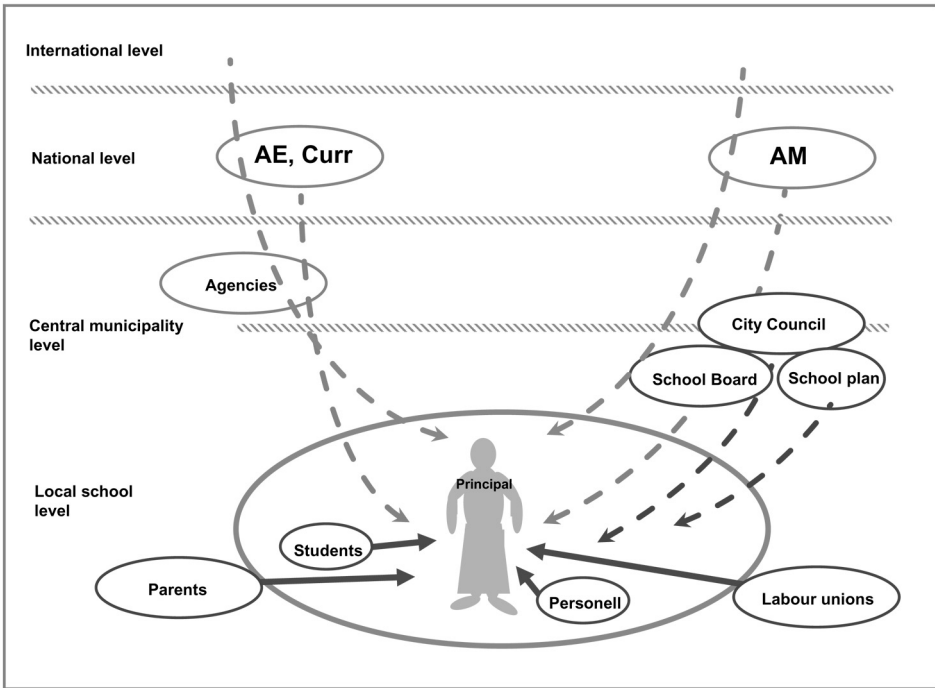 International level
National level
AE, Curr
AM
Agencies
Central municipality
level
City Council
School Board
School plan
Local school
level
Principal
Students
Parents
Personell
Labour unions